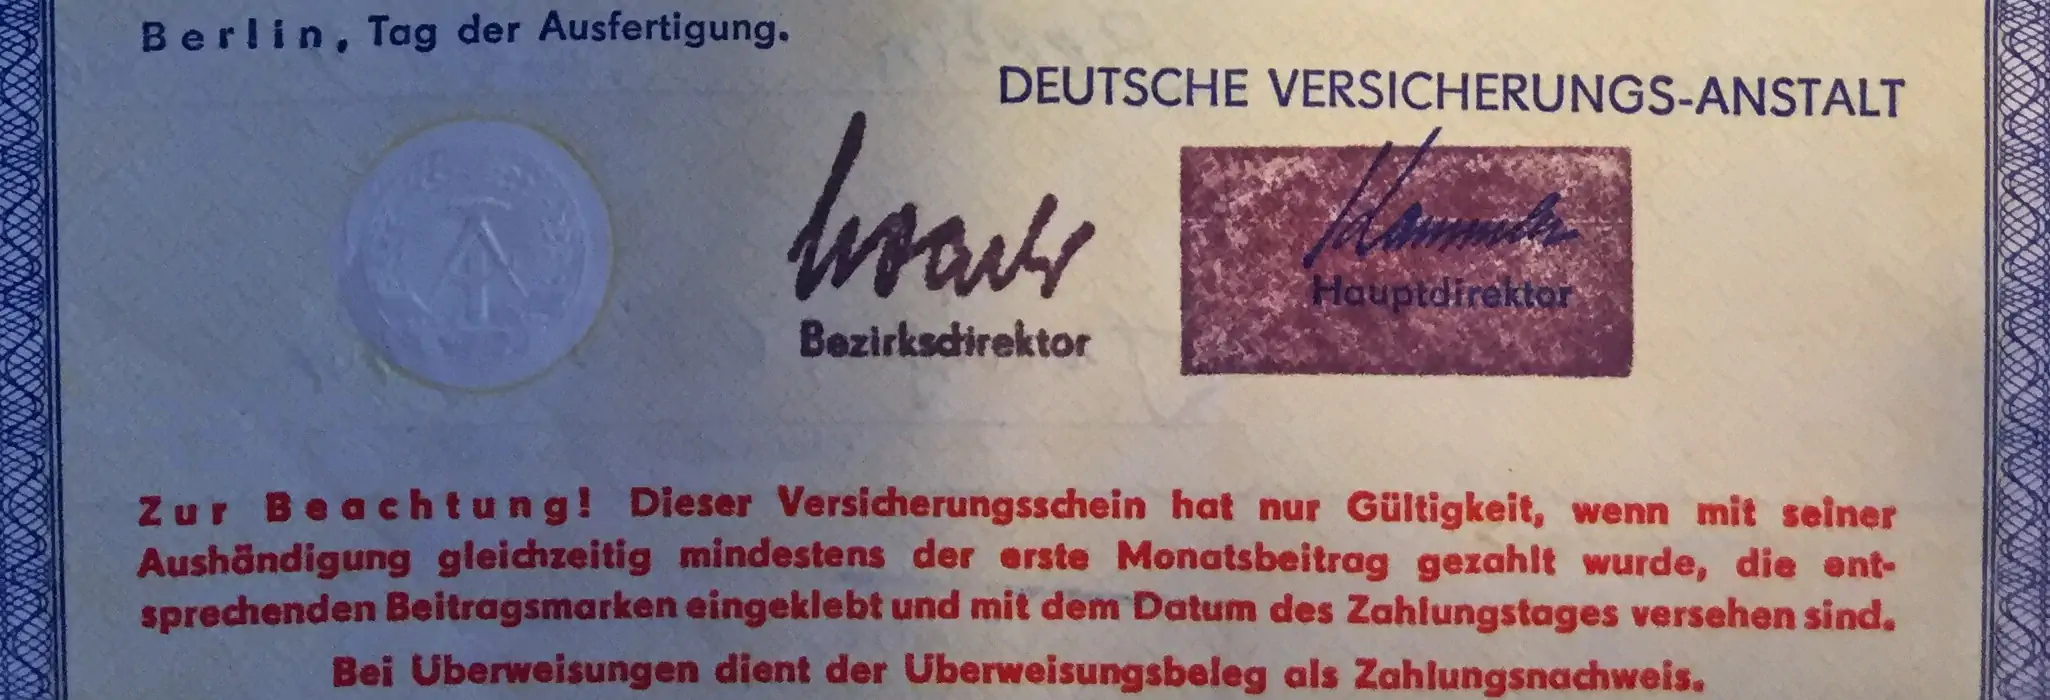 Berlin, Tag der Ausfertigung.
DEUTSCHE VERSICHERUNGS-ANSTALT
Bezirksdirektor
Hauptdirektor
Zur Beachtung! Dieser Versicherungsschein hat nur Gültigkeit, wenn mit seiner
Aushändigung gleichzeitig mindestens der erste Monatsbeitrag gezahlt wurde, die ent-
sprechenden Beitragsmarken eingeklebt und mit dem Datum des Zahlungstages versehen sind.
Bei Uberweisungen dient der Uberweisungsbeleg als Zahlungsnachweis.